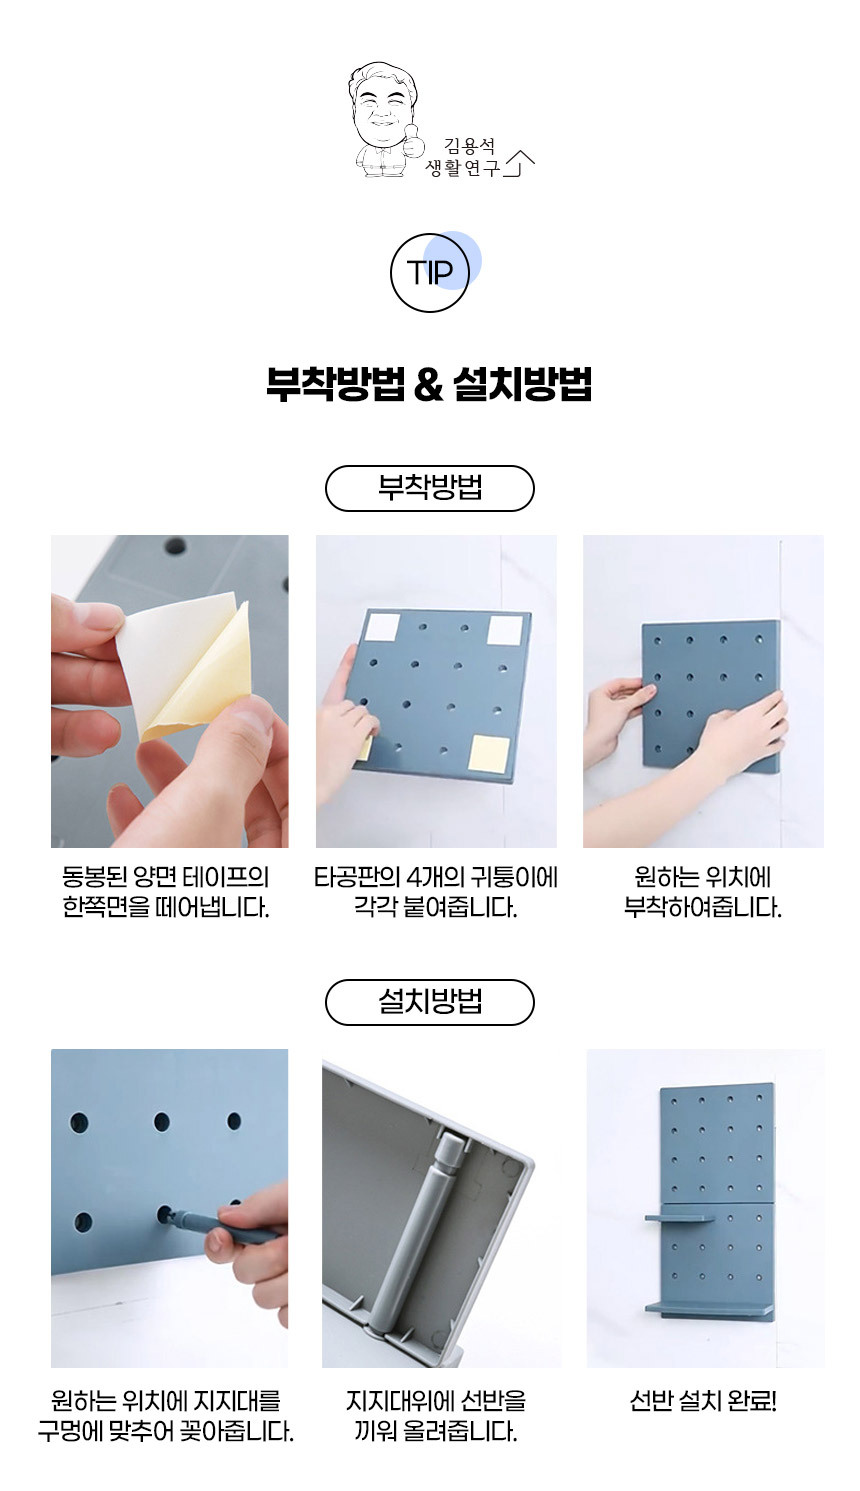 김용석
생활연구
TIP
부착방법 & 설치방법
부착방법
동봉된 양면 테이프의
한쪽면을 떼어냅니다.
타공판의 4개의 귀퉁이에
각각 붙여줍니다.
원하는 위치에
부착하여줍니다.
설치방법
원하는 위치에 지지대를
구멍에 맞추어 꽂아줍니다.
지지대위에 선반을
끼워 올려줍니다.
선반 설치 완료!